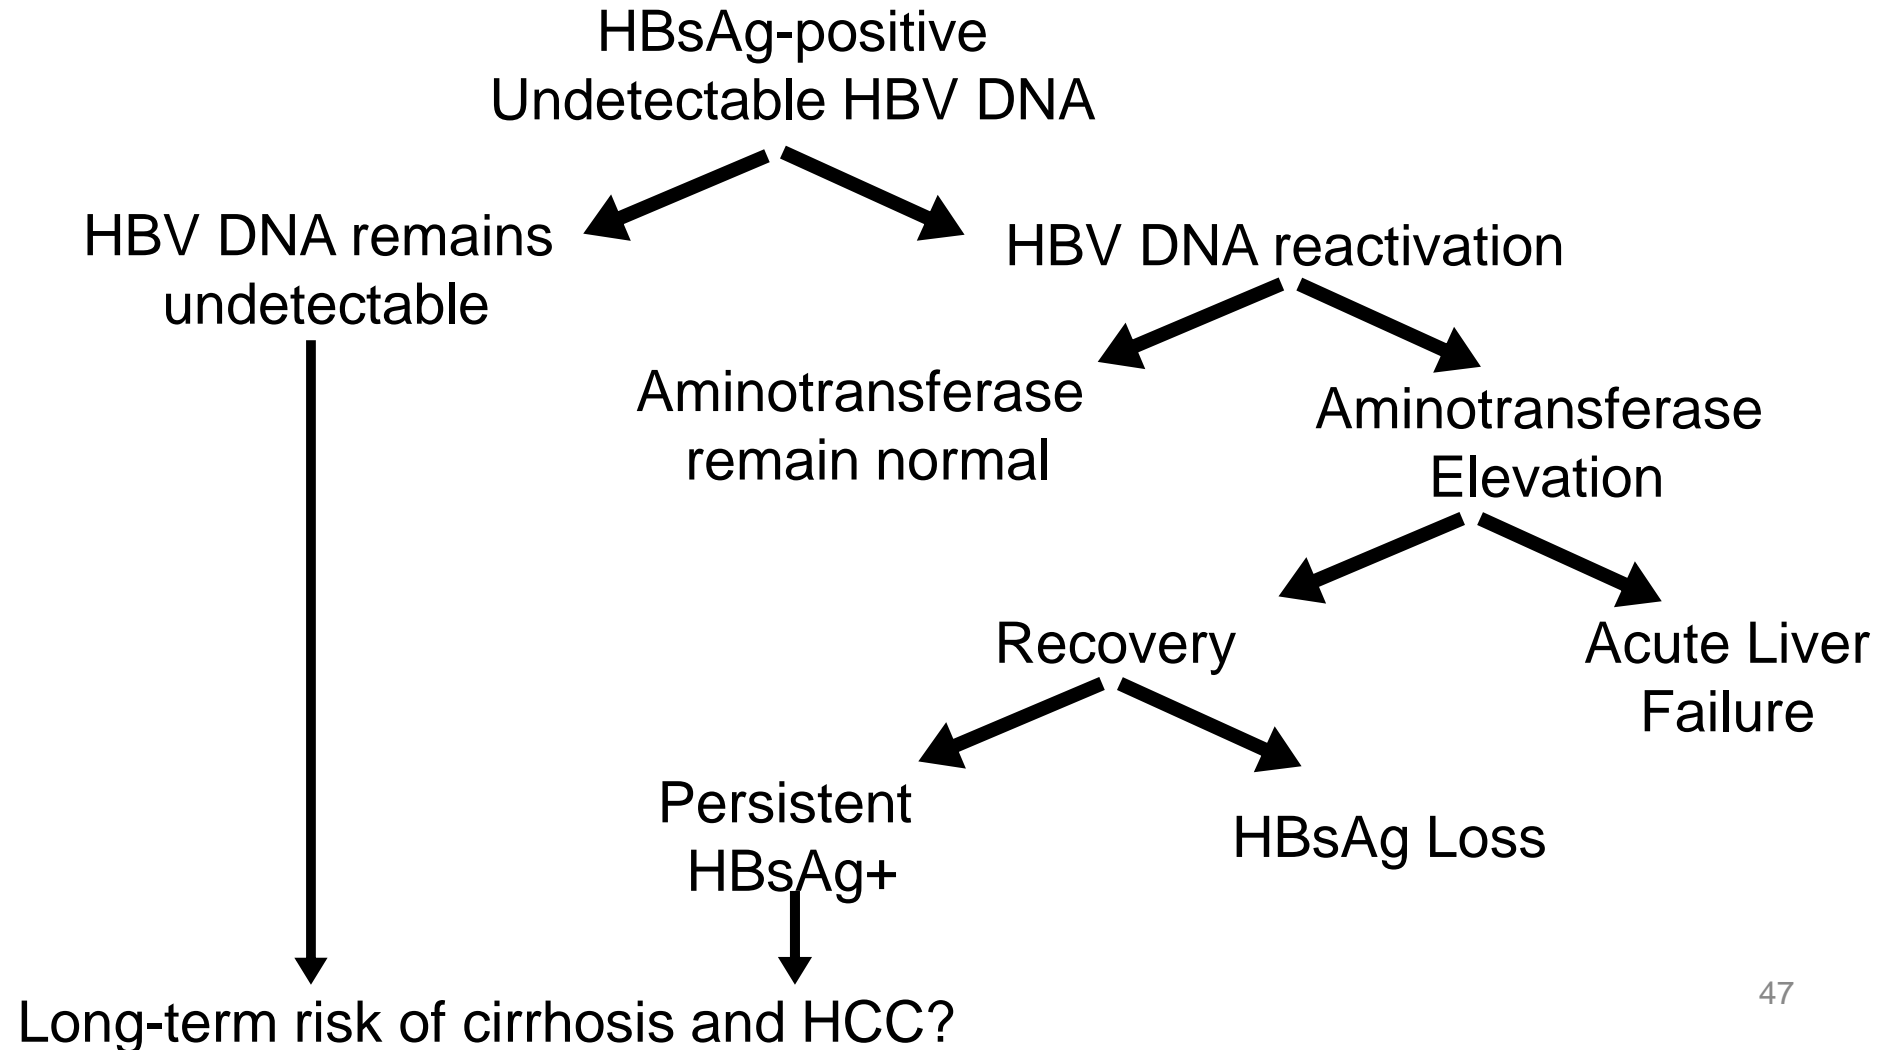 HBsAg-positive
Undetectable HBV DNA
HBV DNA remains
undetectable
HBV DNA reactivation
Aminotransferase
remain normal
Aminotransferase
Elevation
Recovery
Acute Liver
Failure
Persistent
HBsAg+
HBsAg Loss
Long-term risk of cirrhosis and HCC?
47